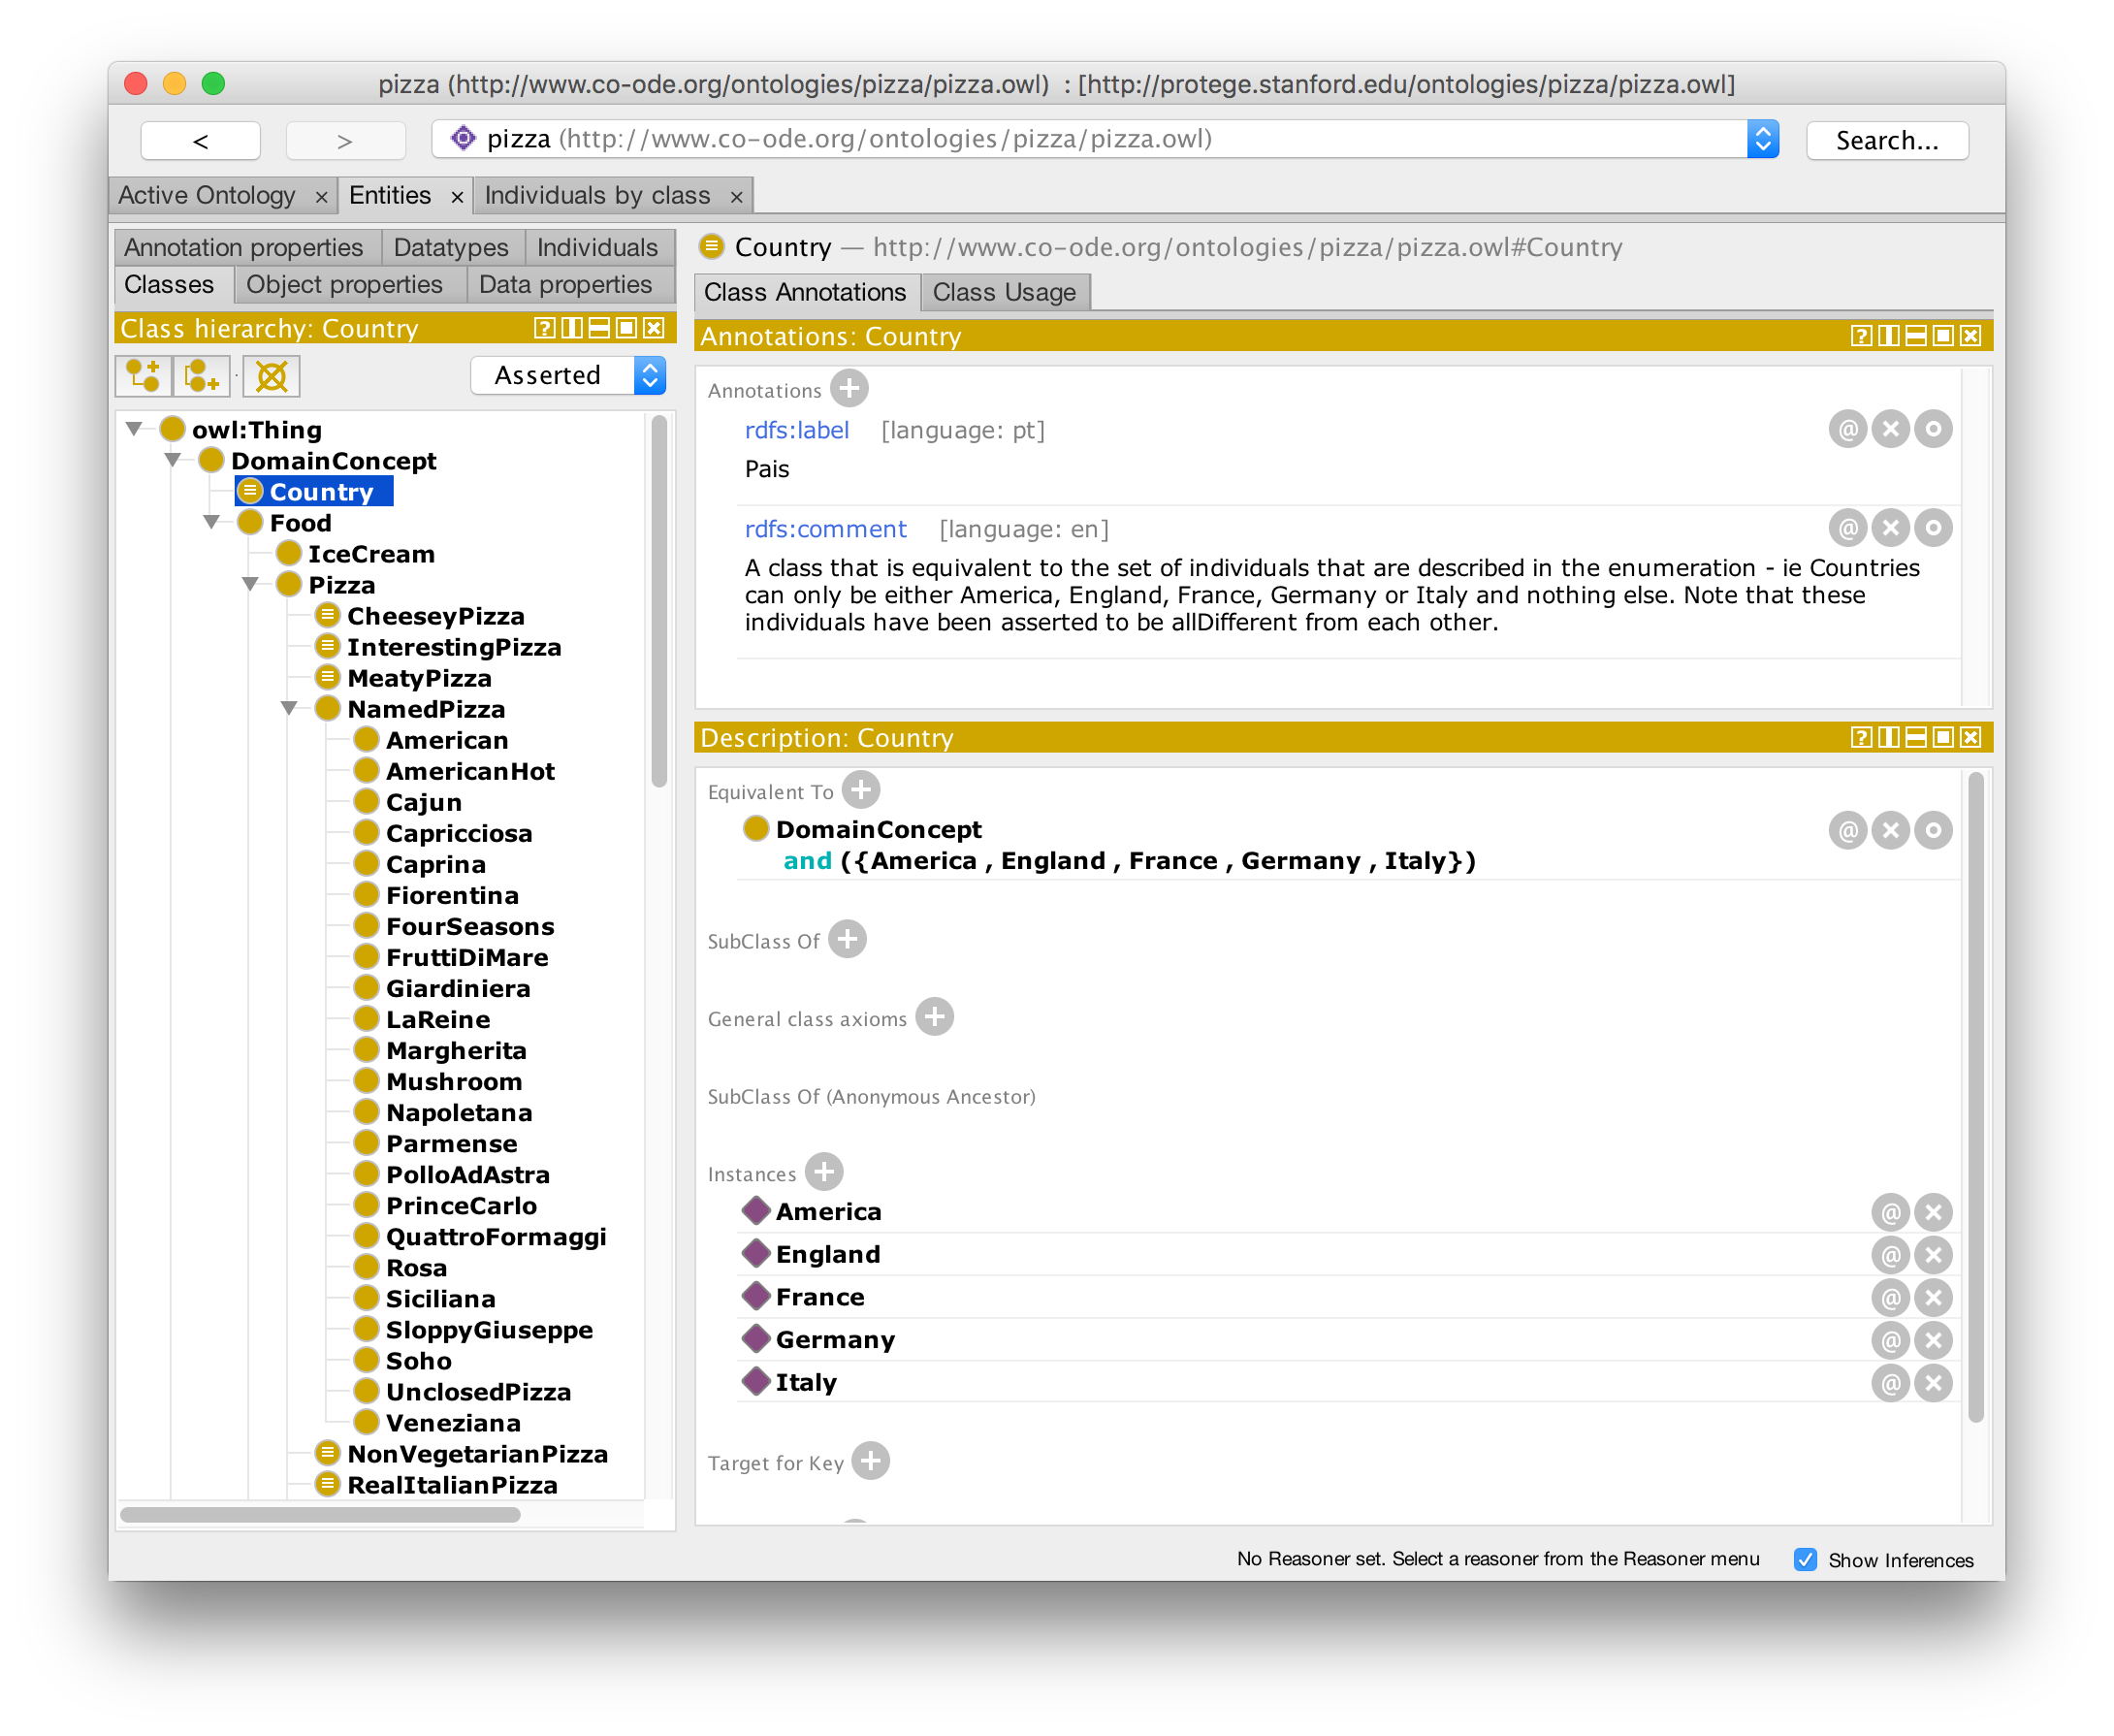 pizza (http://www.co-ode.org/ontologies/pizza/pizza.owl) : [http://protege.stanford.edu/ontologies/pizza/pizza.owl]
< > pizza (http://www.co-ode.org/ontologies/pizza/pizza.owl) Search...
Active Ontology × Entities × Individuals by class ×
Annotation properties Datatypes Individuals
Classes Object properties Data properties
Class hierarchy: Country
Asserted
owl:Thing
DomainConcept
Country
Food
IceCream
Pizza
CheeseyPizza
InterestingPizza
MeatyPizza
NamedPizza
American
AmericanHot
Cajun
Capricciosa
Caprina
Fiorentina
FourSeasons
FruttiDiMare
Giardiniera
LaReine
Margherita
Mushroom
Napoletana
Parmense
PolloAdAstra
PrinceCarlo
QuattroFormaggi
Rosa
Siciliana
SloppyGiuseppe
Soho
UnclosedPizza
Veneziana
NonVegetarianPizza
RealItalianPizza
Country — http://www.co-ode.org/ontologies/pizza/pizza.owl#Country
Class Annotations Class Usage
Annotations: Country
Annotations
rdfs:label [language: pt]
Pais
rdfs:comment [language: en]
A class that is equivalent to the set of individuals that are described in the enumeration - ie Countries
can only be either America, England, France, Germany or Italy and nothing else. Note that these
individuals have been asserted to be allDifferent from each other.
Description: Country
Equivalent To
DomainConcept
and ({America , England , France , Germany , Italy})
SubClass Of
General class axioms
SubClass Of (Anonymous Ancestor)
Instances
America
England
France
Germany
Italy
Target for Key
No Reasoner set. Select a reasoner from the Reasoner menu Show Inferences